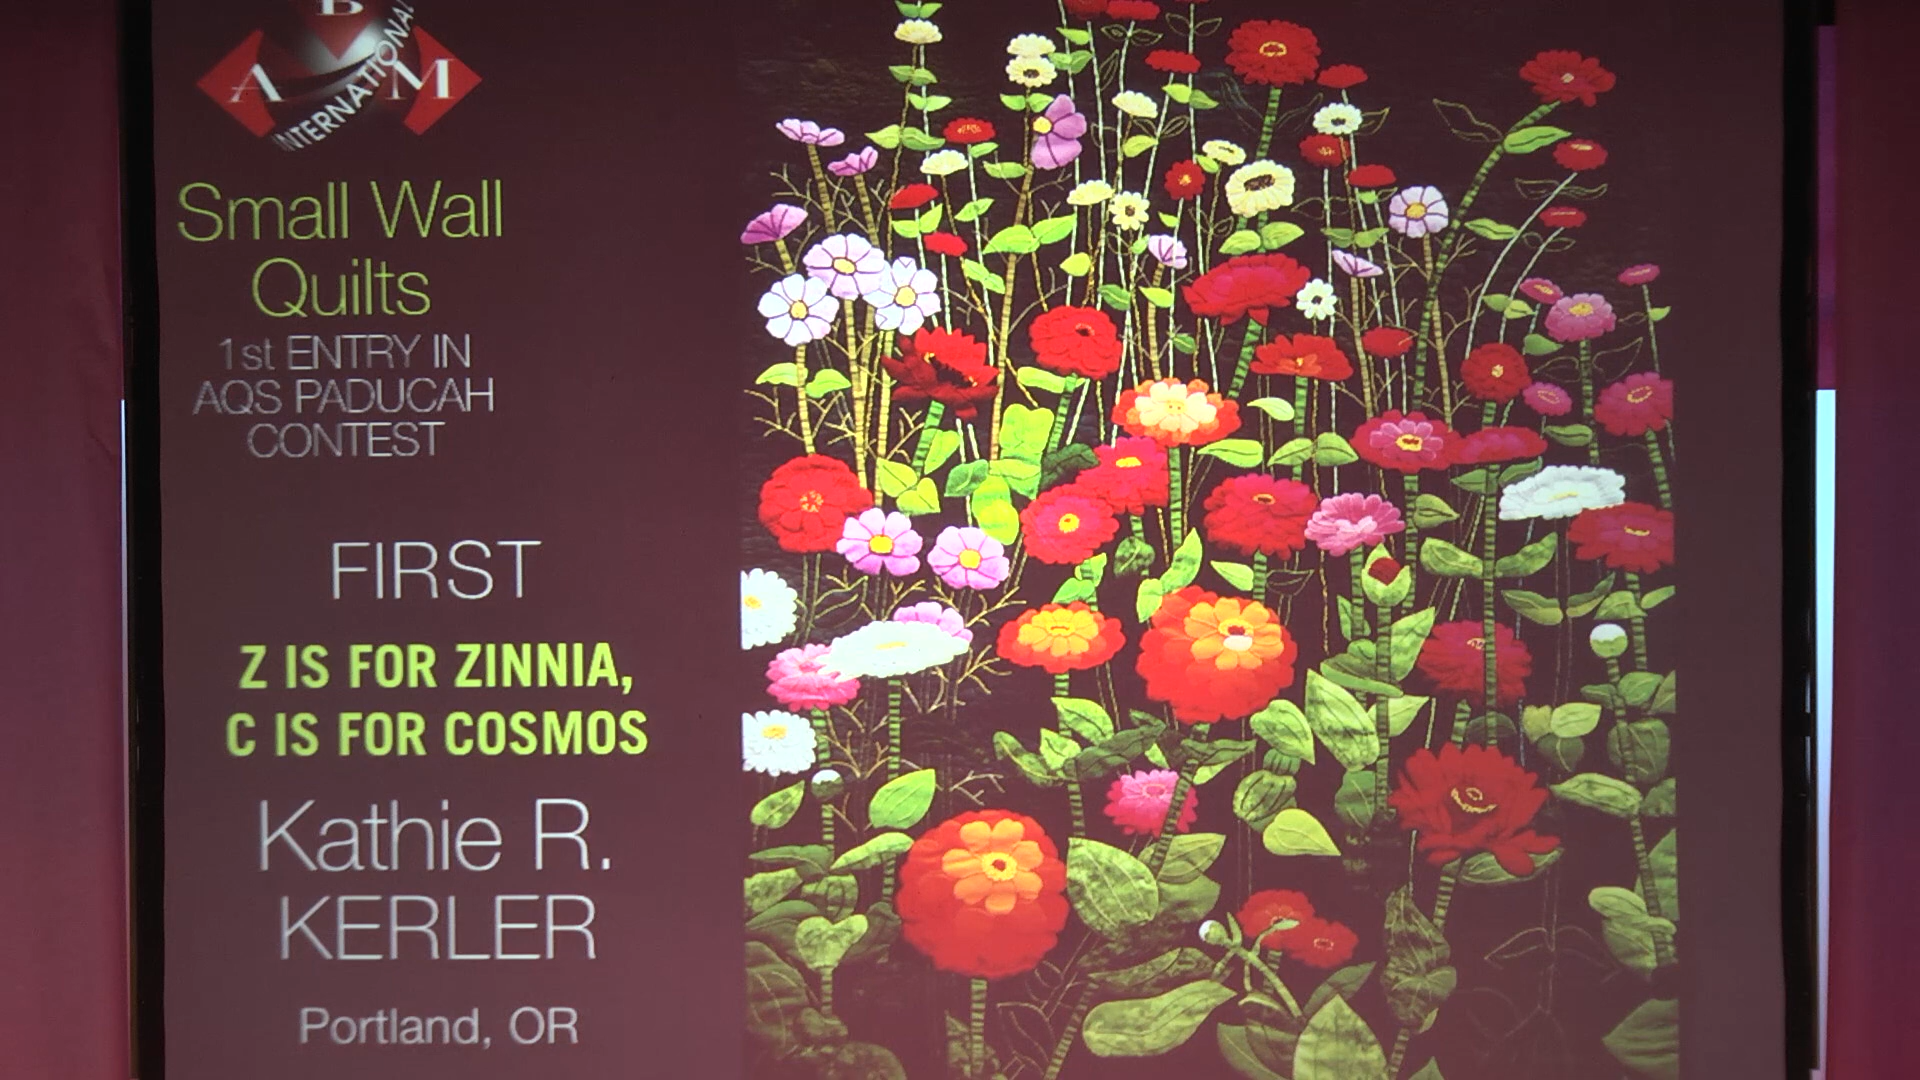 B
A M
INTERNATIONAL
Small Wall
Quilts
1st ENTRY IN
AQS PADUCAH
CONTEST
FIRST
Z IS FOR ZINNIA,
C IS FOR COSMOS
Kathie R.
KERLER
Portland, OR